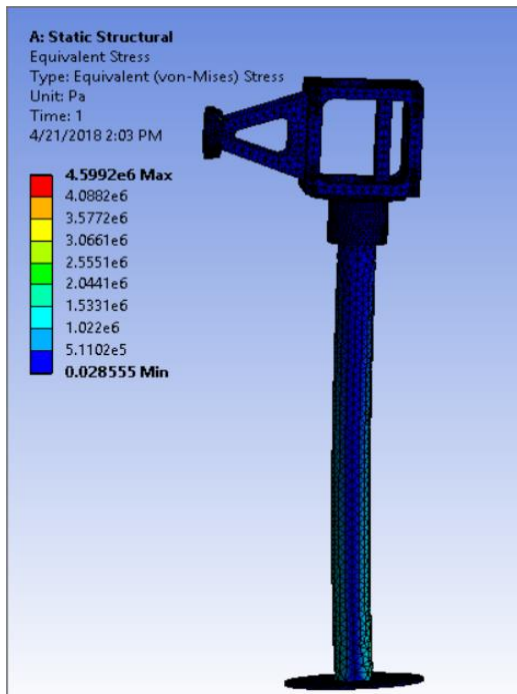 A: Static Structural
Equivalent Stress
Type: Equivalent (von-Mises) Stress
Unit: Pa
Time: 1
4/21/2018 2:03 PM
4.5992e6 Max
4.0882e6
3.5772e6
3.0661e6
2.5551e6
2.0441e6
1.5331e6
1.022e6
5.1102e5
0.028555 Min